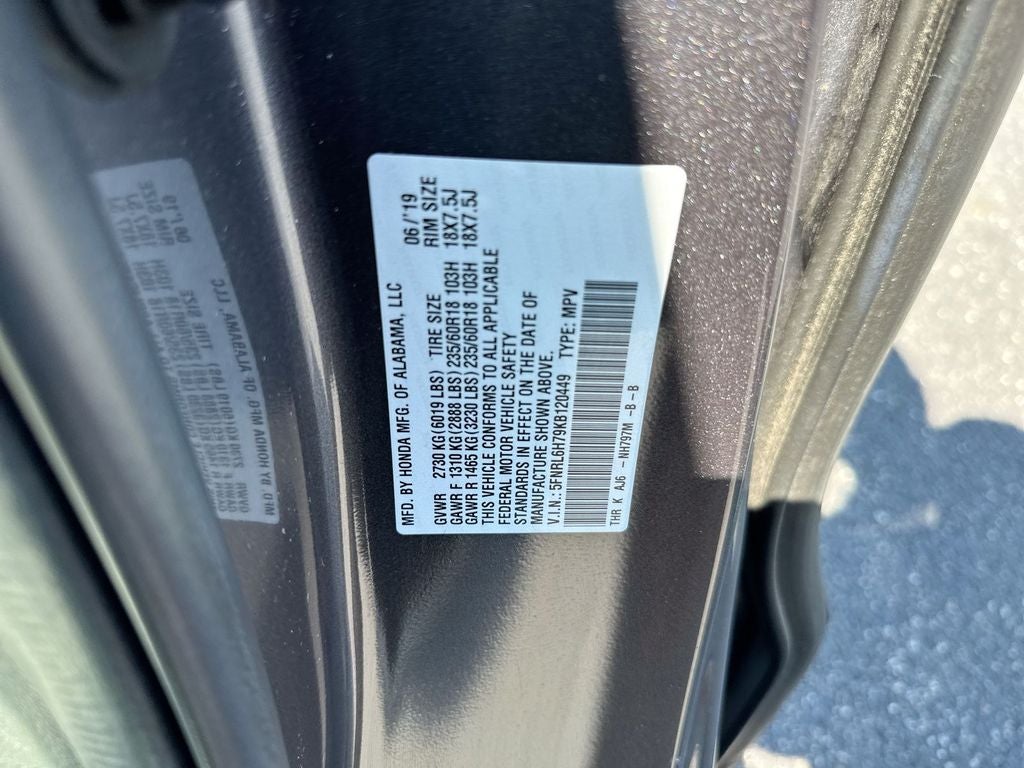 MFD. BY HONDA MFG. OF ALABAMA, LLC 06/'19
GVWR 2730 KG(6019 LBS) TIRE SIZE RIM SIZE
GAWR F 1310 KG(2888 LBS) 235/60R18 103H 18X7.5J
GAWR R 1465 KG(3230 LBS) 235/60R18 103H 18X7.5J
THIS VEHICLE CONFORMS TO ALL APPLICABLE
FEDERAL MOTOR VEHICLE SAFETY
STANDARDS IN EFFECT ON THE DATE OF
MANUFACTURE SHOWN ABOVE.
V.I.N.: 5FNRL6H79KB120449 TYPE: MPV
THR K AJ6 -NH797M -B -B